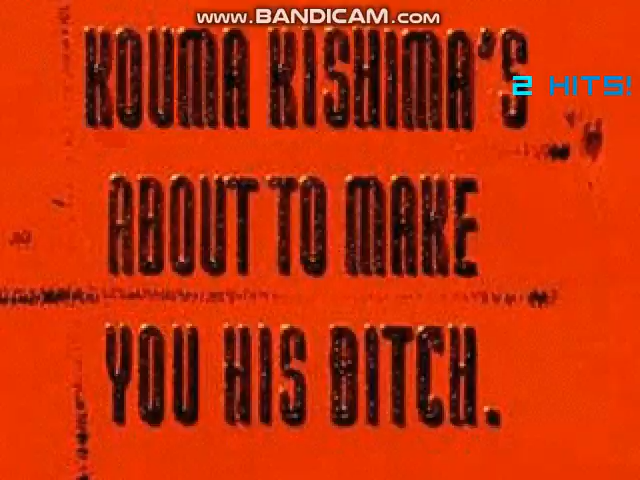 www.BANDICAM.com
KOUMA KISHIMA'S
2 HITS!
ABOUT TO MAKE
YOU HIS BITCH.